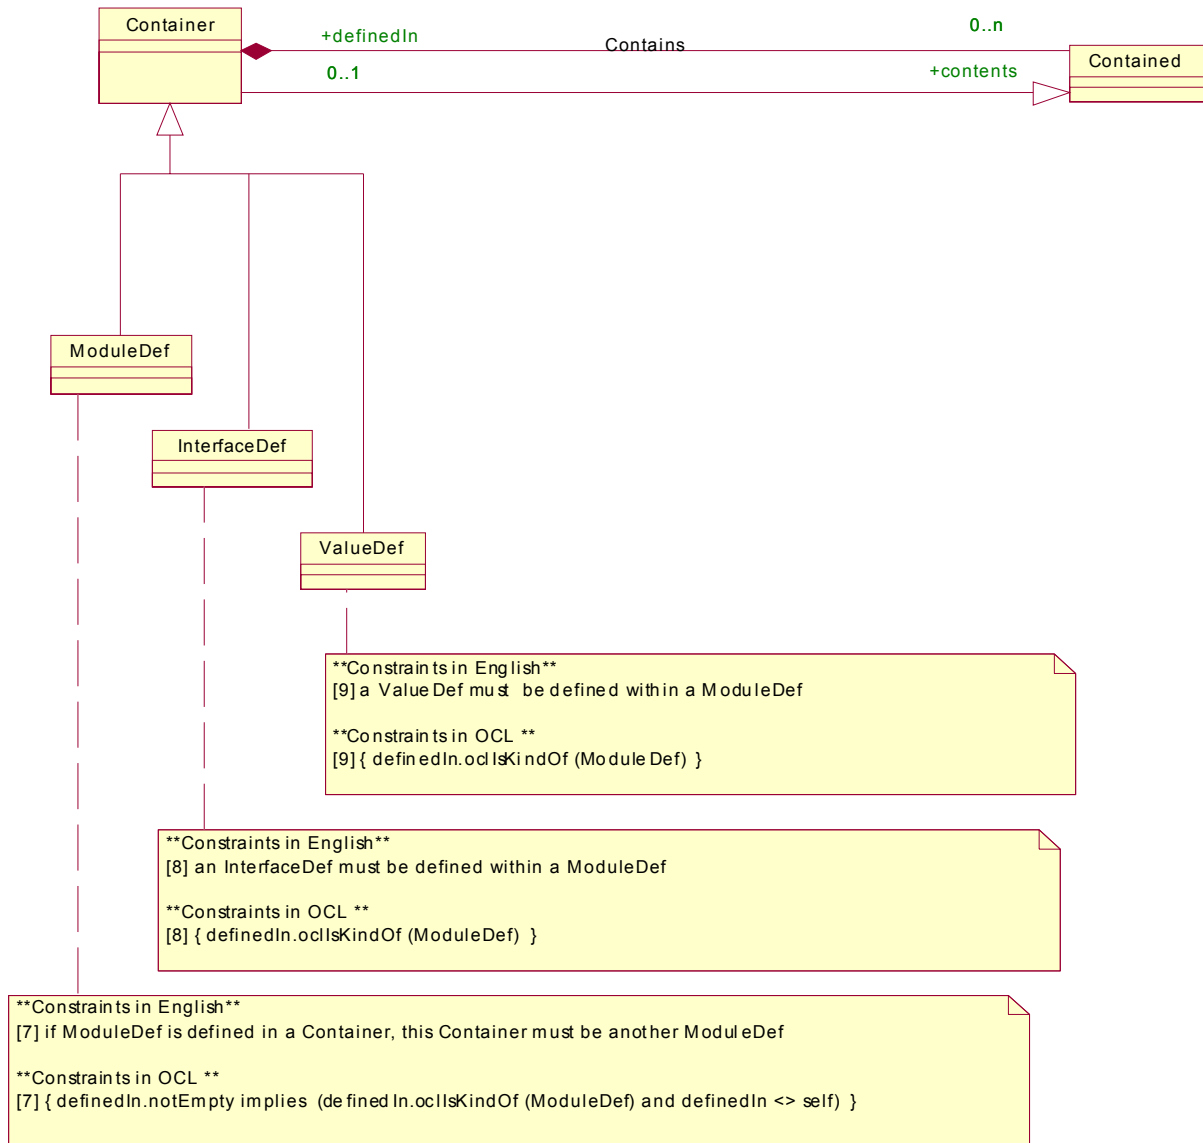 Container
+definedIn
Contains
0..n
0..1
+contents
Contained
ModuleDef
InterfaceDef
ValueDef
**Constraints in English**
[9] a ValueDef must be defined within a ModuleDef
**Constraints in OCL **
[9] { definedIn.oclIsKindOf (ModuleDef) }
**Constraints in English**
[8] an InterfaceDef must be defined within a ModuleDef
**Constraints in OCL **
[8] { definedIn.oclIsKindOf (ModuleDef) }
**Constraints in English**
[7] if ModuleDef is defined in a Container, this Container must be another ModuleDef
**Constraints in OCL **
[7] { definedIn.notEmpty implies (definedIn.oclIsKindOf (ModuleDef) and definedIn <> self) }